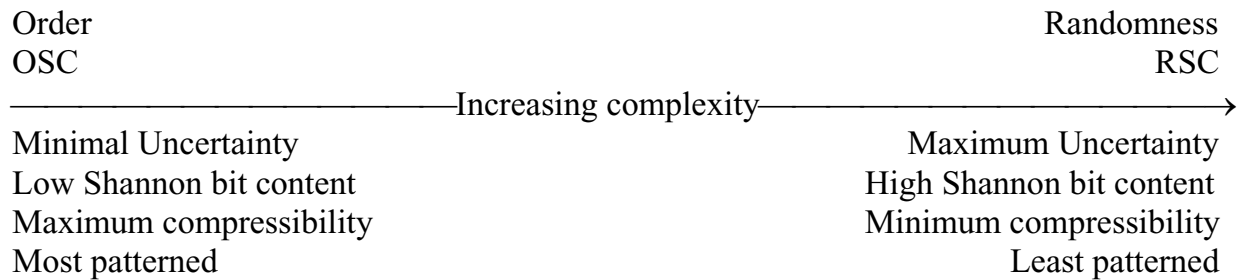 Order Randomness
OSC RSC
Increasing complexity
Minimal Uncertainty Maximum Uncertainty
Low Shannon bit content High Shannon bit content
Maximum compressibility Minimum compressibility
Most patterned Least patterned